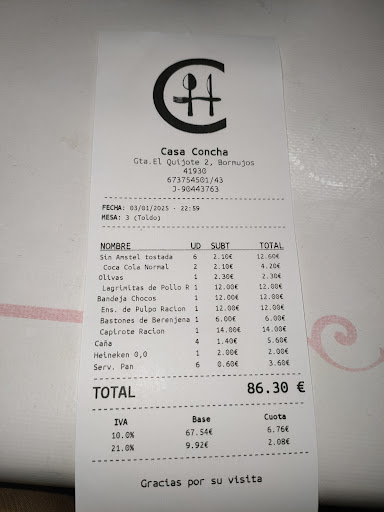 CH
Casa Concha
Gta.El Quijote 2, Bormujos
41930
673754501/43
J-90443763
FECHA: 03/01/2025 - 22:59
MESA: 3 (Toldo)
NOMBRE UD SUBT TOTAL
Sin Amstel tostada 6 2.10€ 12.60€
Coca Cola Normal 2 2.10€ 4.20€
Olivas 1 2.30€ 2.30€
Lagrimitas de Pollo R 1 12.00€ 12.00€
Bandeja Chocos 1 12.00€ 12.00€
Ens. de Pulpo Racion 1 12.00€ 12.00€
Bastones de Berenjena 1 6.00€ 6.00€
Capirote Racion 1 14.00€ 14.00€
Caña 4 1.40€ 5.60€
Heineken 0,0 1 2.00€ 2.00€
Serv. Pan 6 0.60€ 3.60€
TOTAL 86.30 €
IVA Base Cuota
10.0% 67.54€ 6.76€
21.0% 9.92€ 2.08€
Gracias por su visita